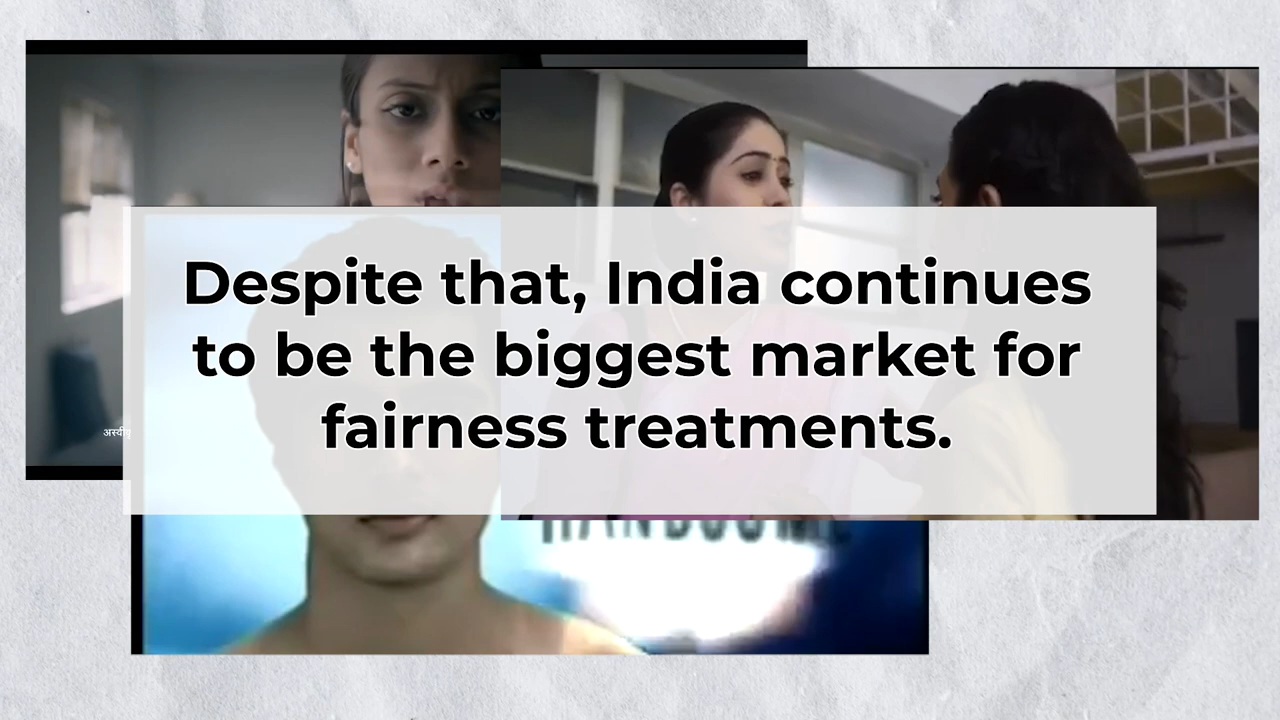 Despite that, India continues
to be the biggest market for
fairness treatments.